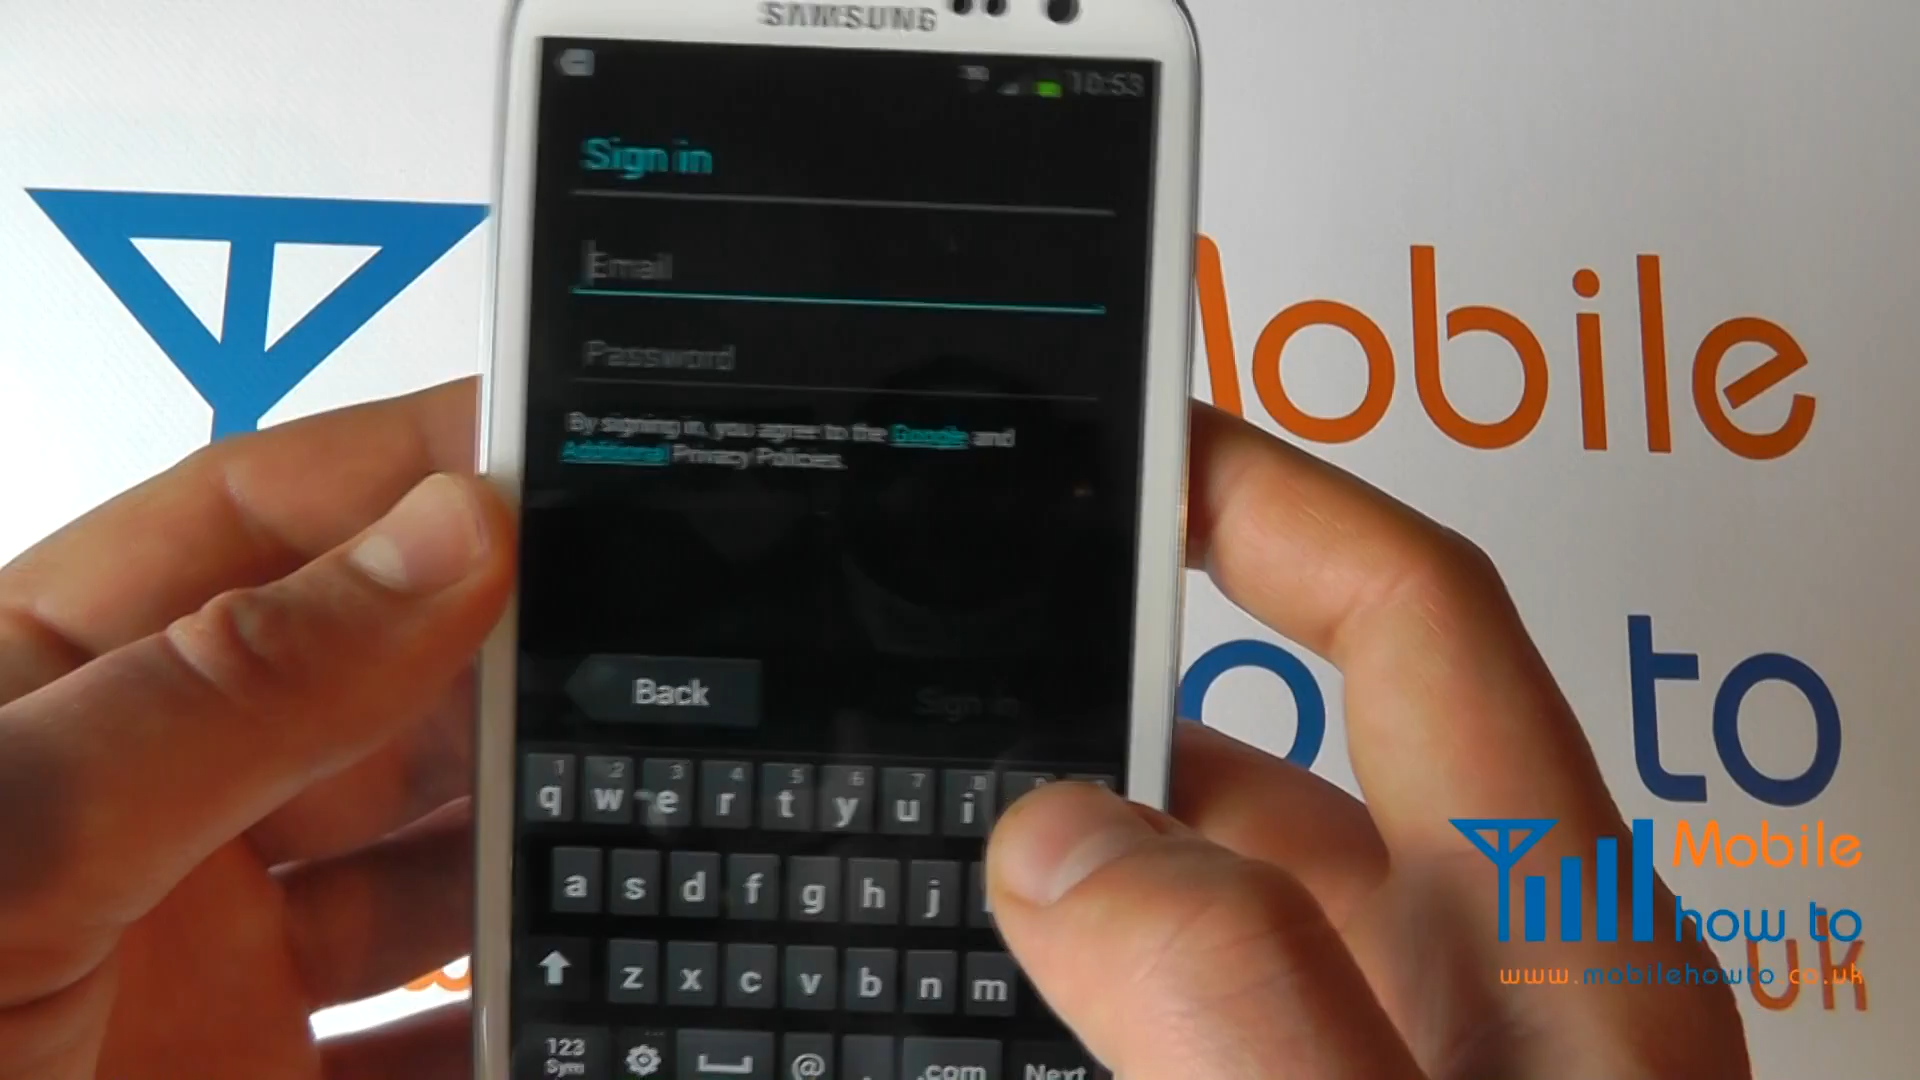 SAMSUNG
10:53
Sign in
Email
Password
By signing in, you agree to the Google and
Additional Privacy Policies.
Back
Sign in
1 2 3 4 5 6 7 8
q w e r t y u i
a s d f g h j
z x c v b n m
123
Sym
@ . .com Next
Mobile
to
uk
Mobile
how to
www.mobilehowto.co.uk